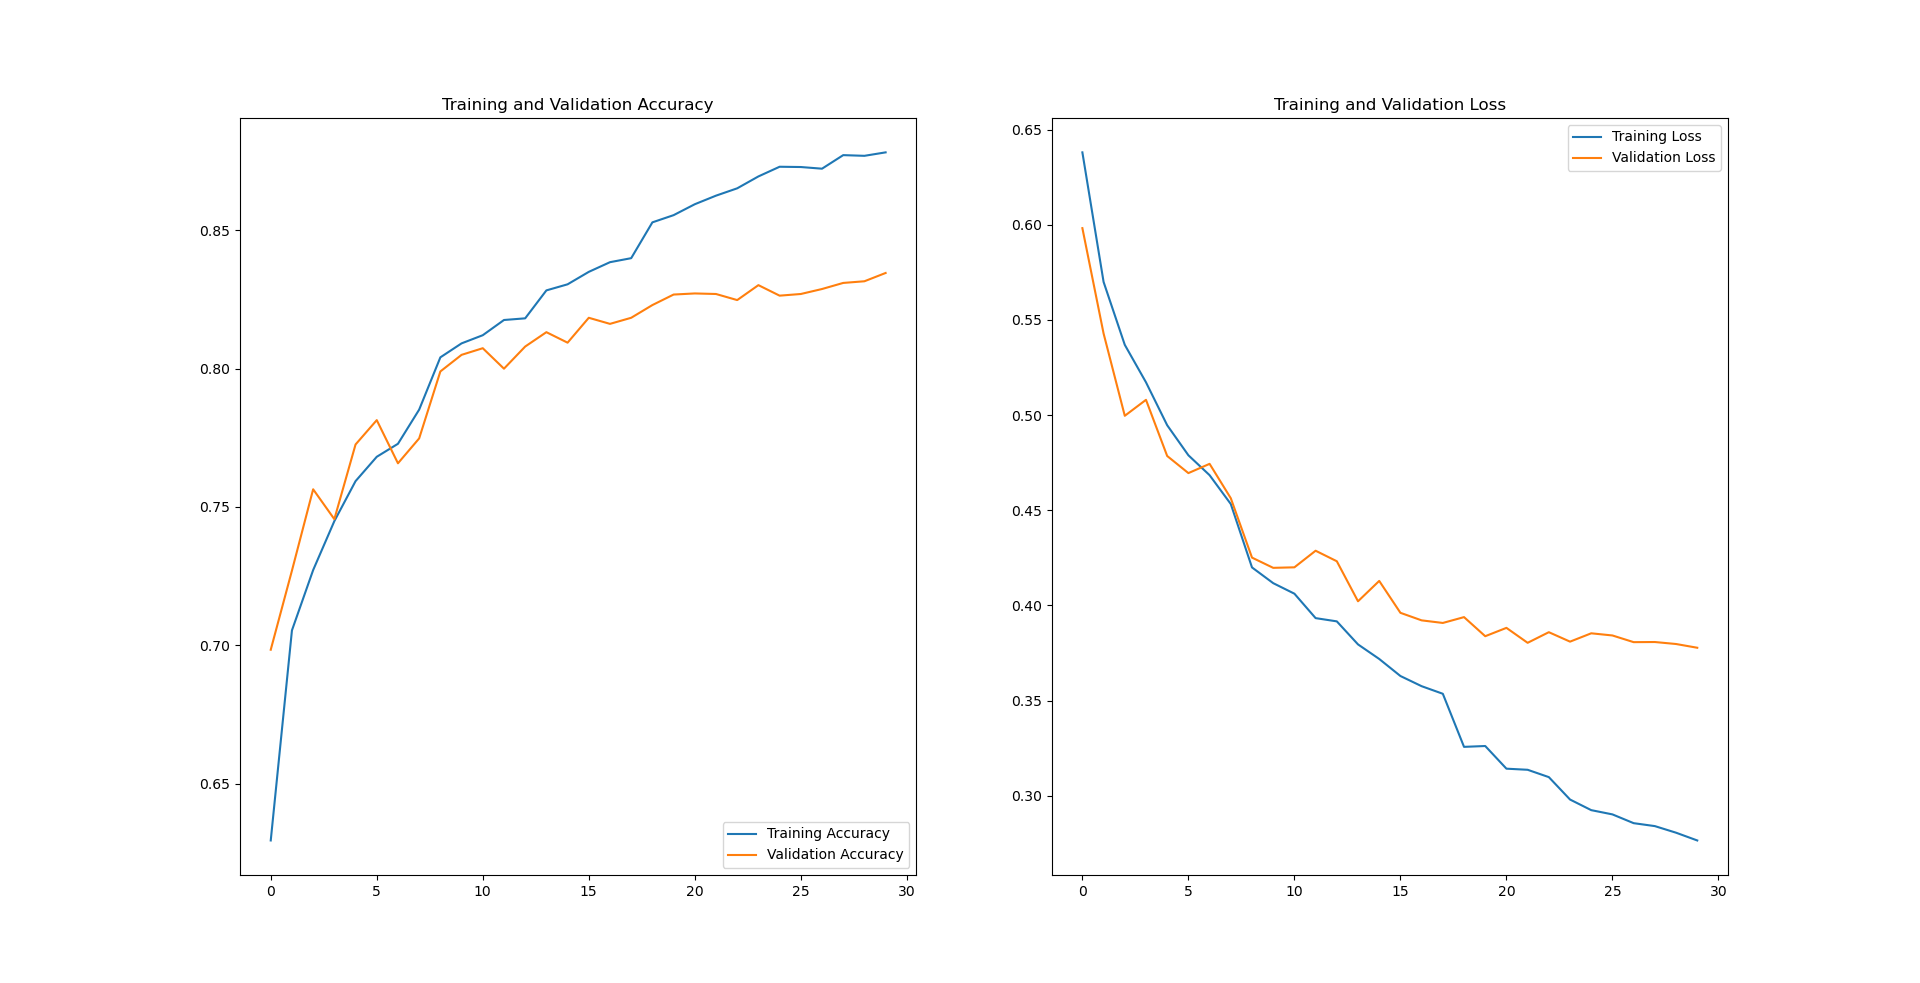 Training and Validation Accuracy
0.85
0.80
0.75
0.70
0.65
Training Accuracy
Validation Accuracy
0 5 10 15 20 25 30
Training and Validation Loss
0.65
0.60
0.55
0.50
0.45
0.40
0.35
0.30
Training Loss
Validation Loss
0 5 10 15 20 25 30